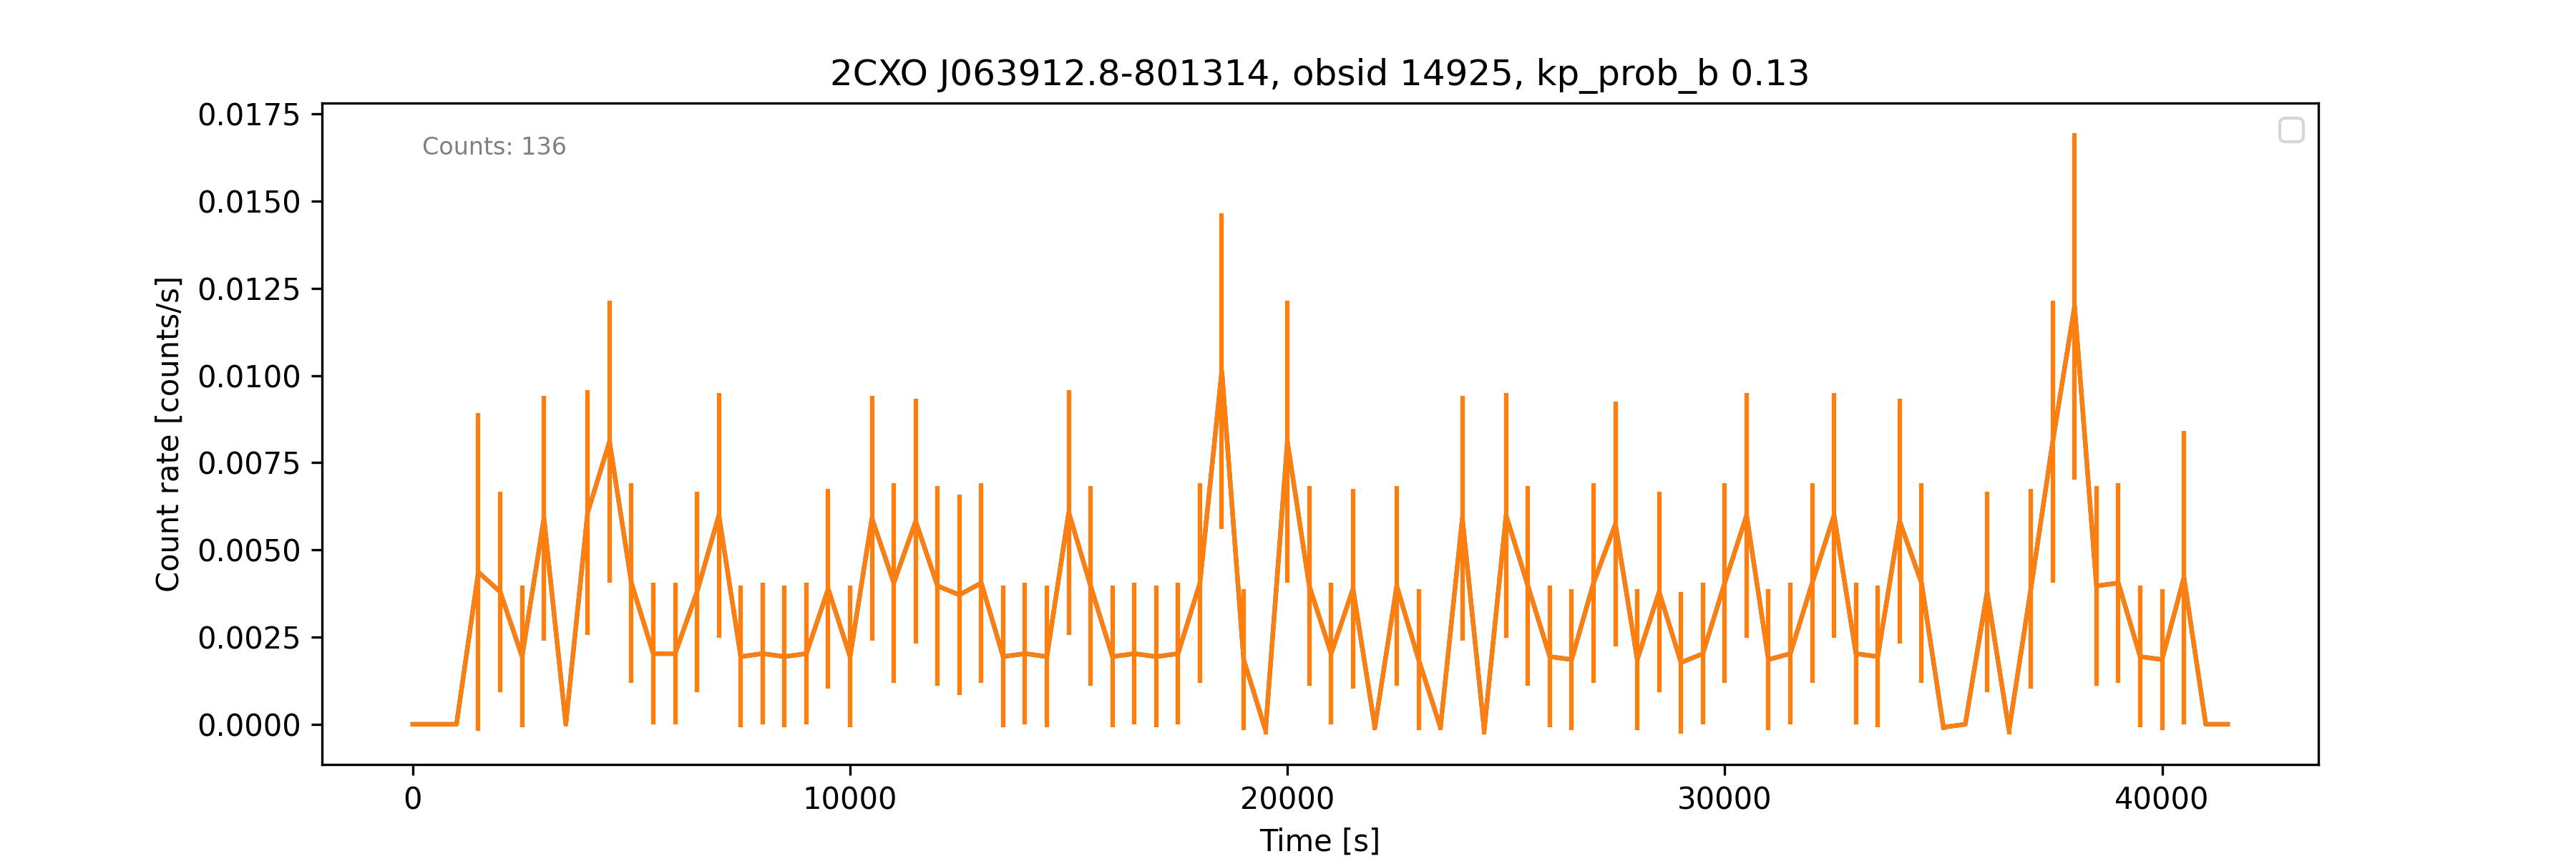 2CXO J063912.8-801314, obsid 14925, kp_prob_b 0.13
Counts: 136
Count rate [counts/s]
0.0175
0.0150
0.0125
0.0100
0.0075
0.0050
0.0025
0.0000
0 10000 20000 30000 40000
Time [s]